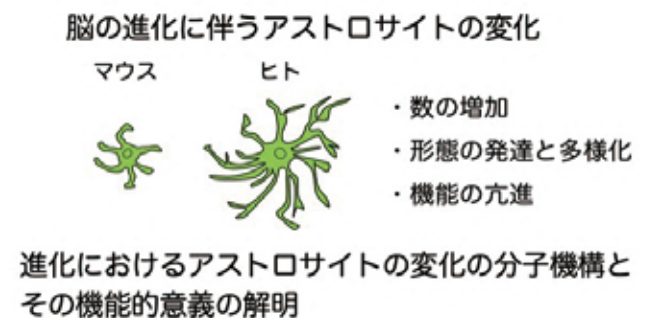 脳の進化に伴うアストロサイトの変化
マウス
ヒト
・数の増加
・形態の発達と多様化
・機能の亢進
進化におけるアストロサイトの変化の分子機構と
その機能的意義の解明